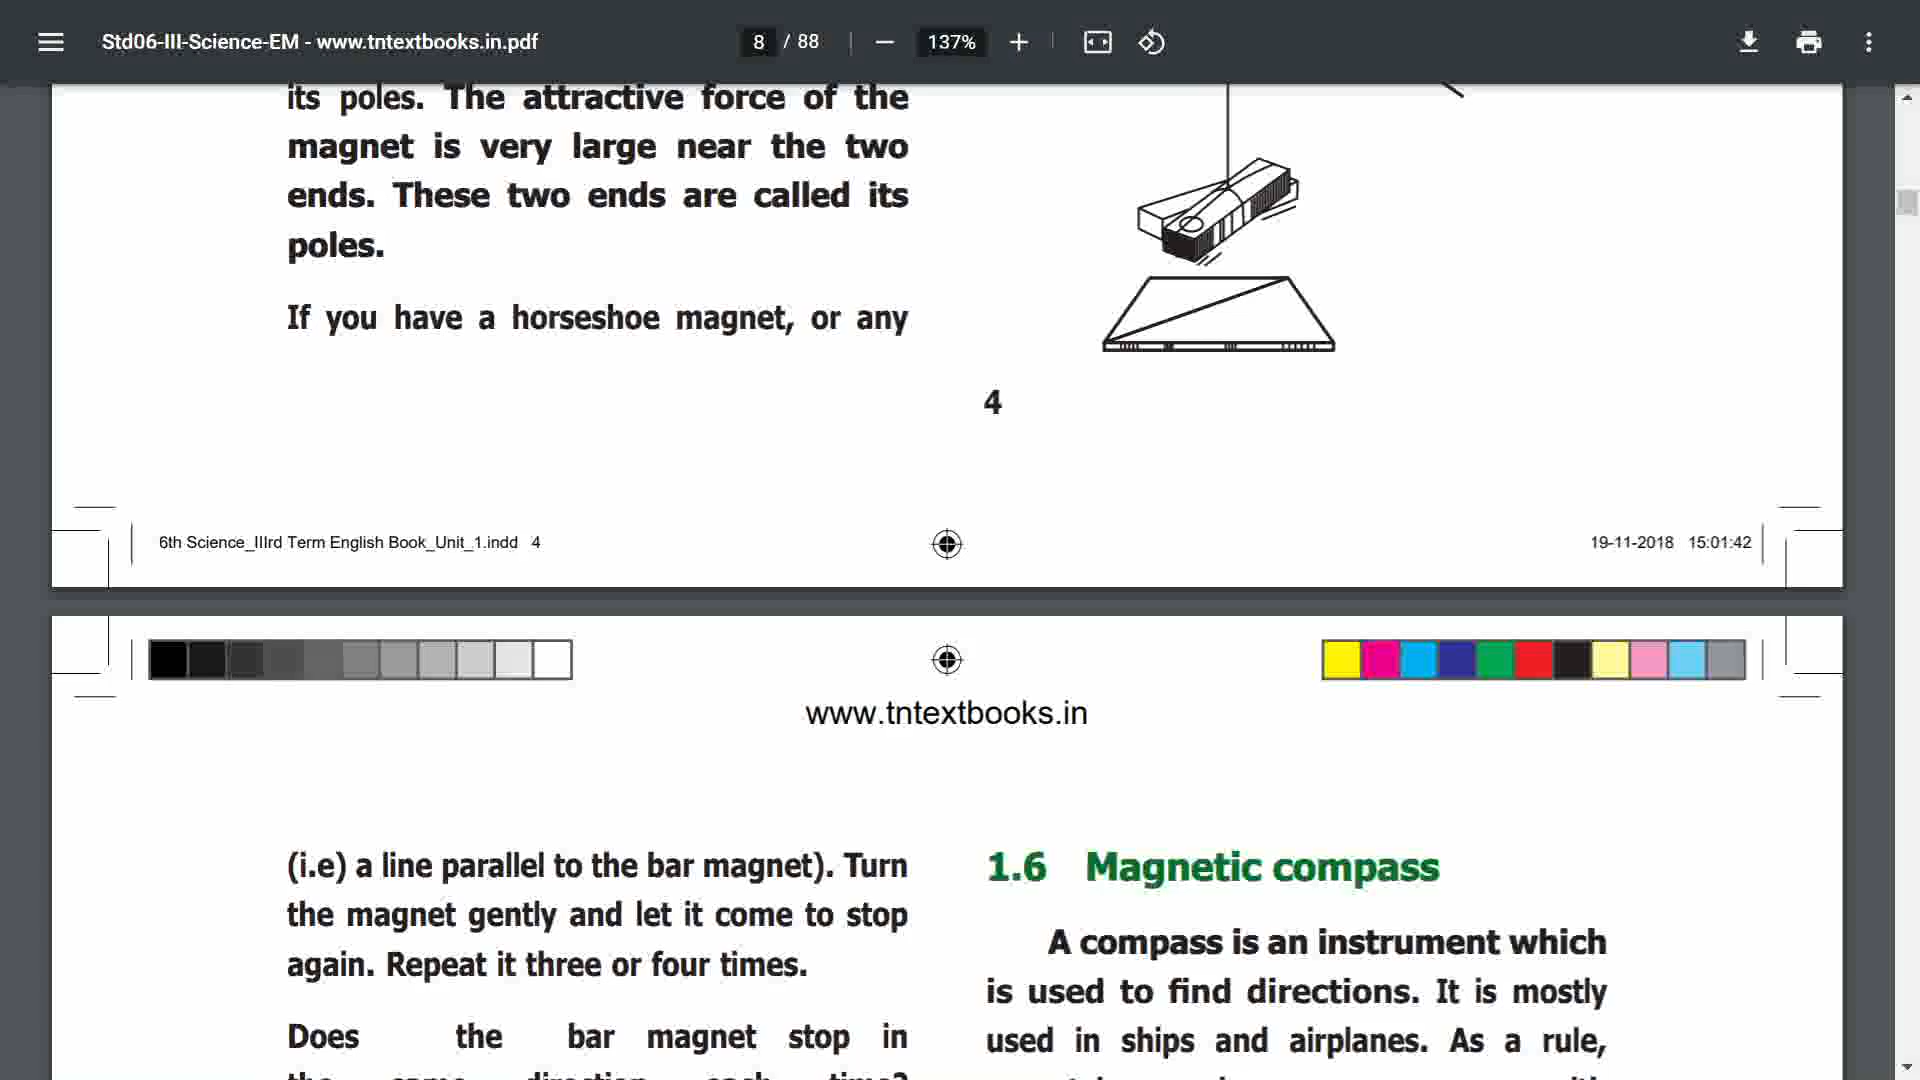 Std06-III-Science-EM - www.tntextbooks.in.pdf
8 / 88
137%
its poles. The attractive force of the
magnet is very large near the two
ends. These two ends are called its
poles.
If you have a horseshoe magnet, or any
4
6th Science_IIIrd Term English Book_Unit_1.indd 4
19-11-2018 15:01:42
www.tntextbooks.in
(i.e) a line parallel to the bar magnet). Turn
the magnet gently and let it come to stop
again. Repeat it three or four times.
Does the bar magnet stop in
the same direction each time?
1.6 Magnetic compass
A compass is an instrument which
is used to find directions. It is mostly
used in ships and airplanes. As a rule,